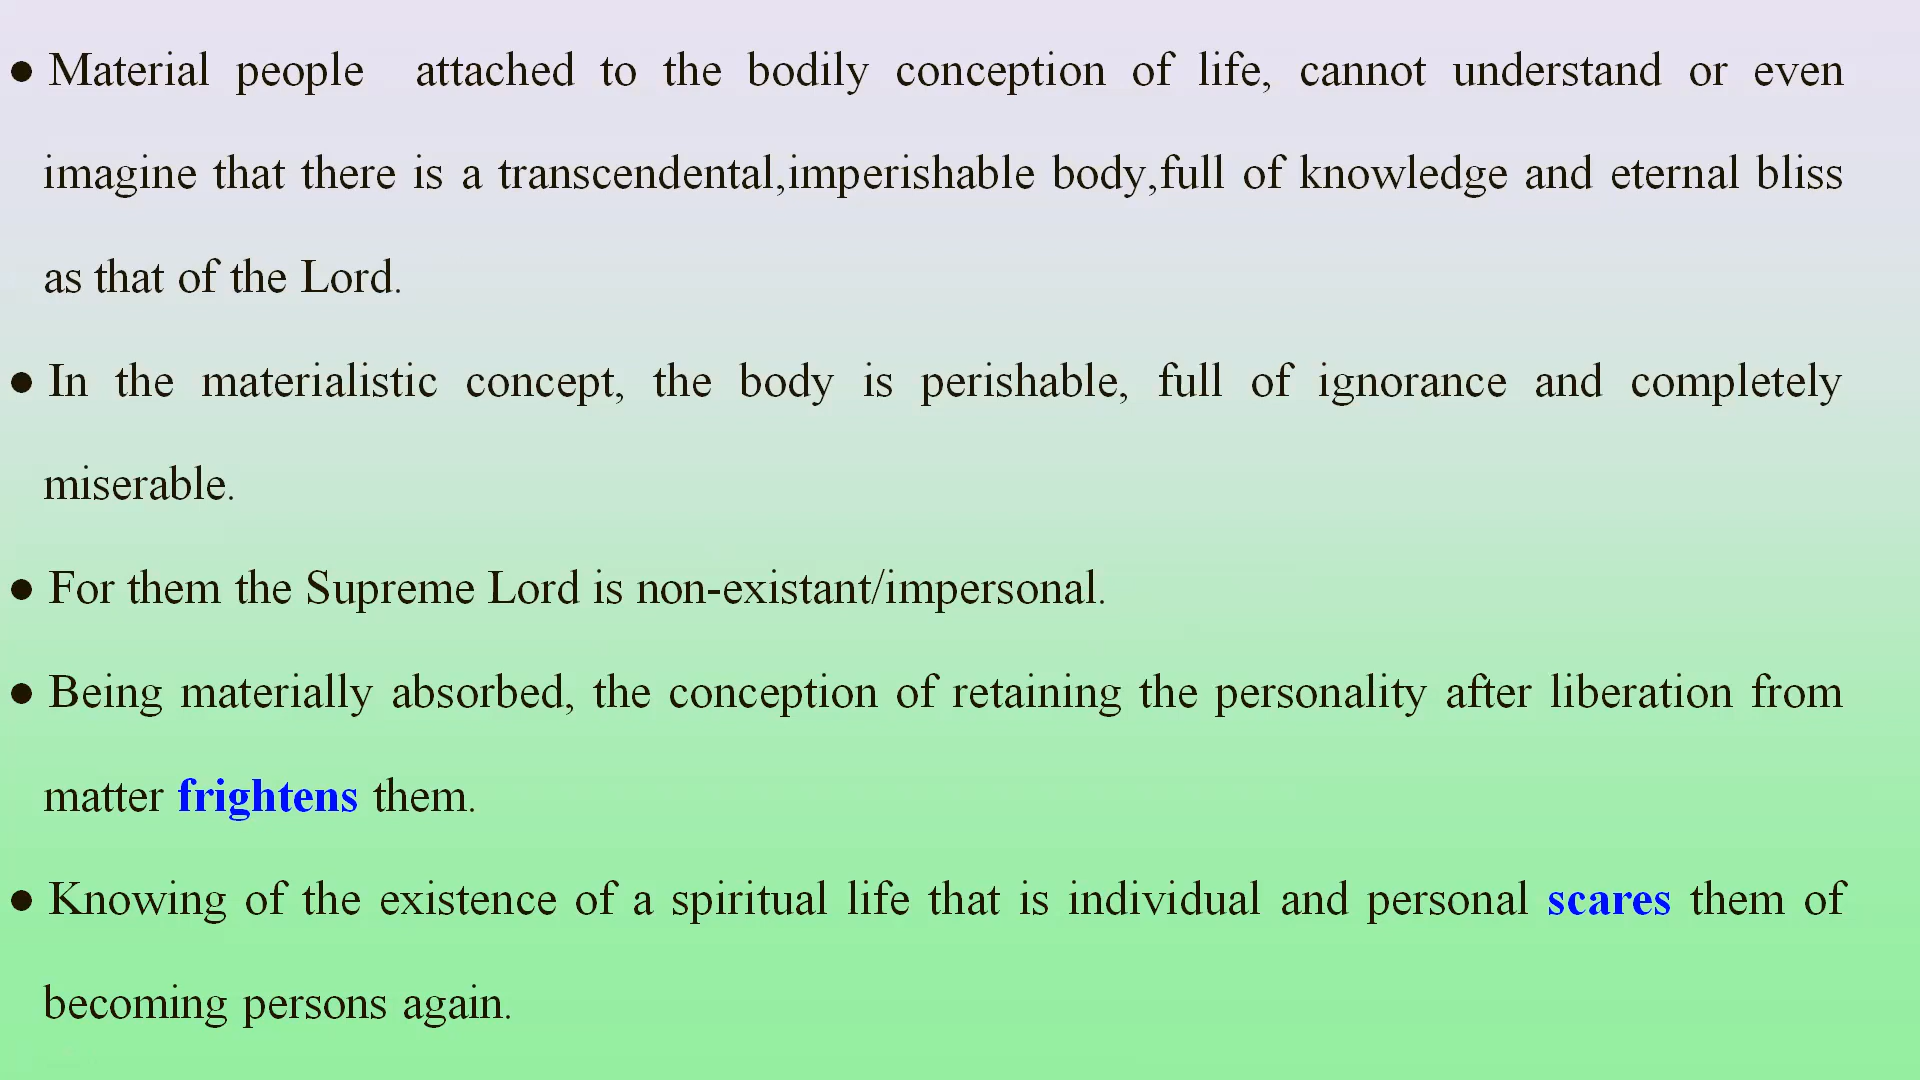 ● Material people attached to the bodily conception of life, cannot understand or even
imagine that there is a transcendental,imperishable body,full of knowledge and eternal bliss
as that of the Lord.
● In the materialistic concept, the body is perishable, full of ignorance and completely
miserable.
● For them the Supreme Lord is non-existant/impersonal.
● Being materially absorbed, the conception of retaining the personality after liberation from
matter frightens them.
● Knowing of the existence of a spiritual life that is individual and personal scares them of
becoming persons again.